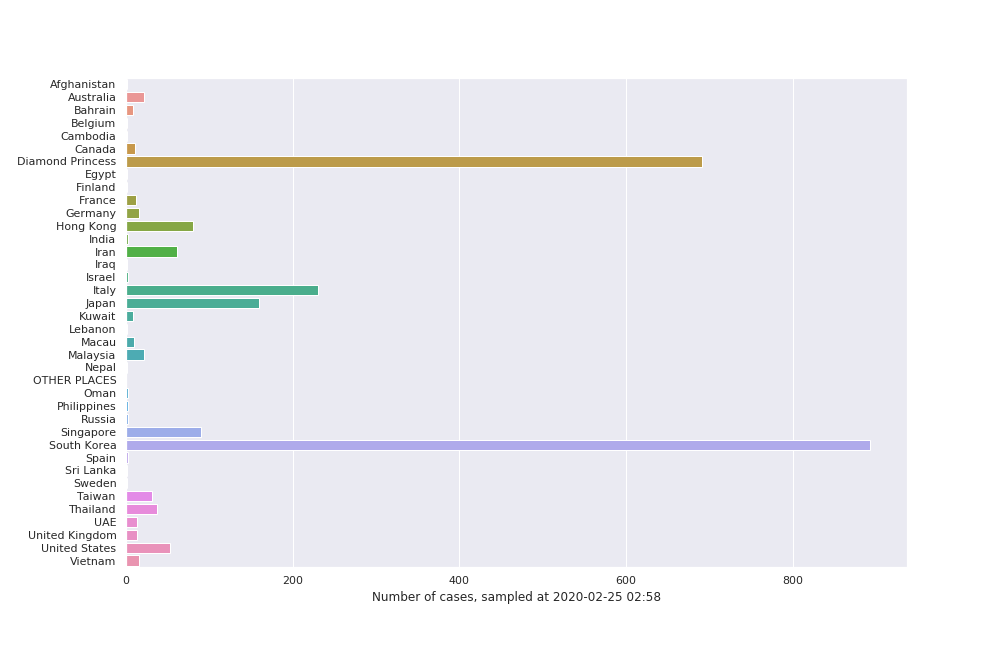 Afghanistan
Australia
Bahrain
Belgium
Cambodia
Canada
Diamond Princess
Egypt
Finland
France
Germany
Hong Kong
India
Iran
Iraq
Israel
Italy
Japan
Kuwait
Lebanon
Macau
Malaysia
Nepal
OTHER PLACES
Oman
Philippines
Russia
Singapore
South Korea
Spain
Sri Lanka
Sweden
Taiwan
Thailand
UAE
United Kingdom
United States
Vietnam
0 200 400 600 800
Number of cases, sampled at 2020-02-25 02:58